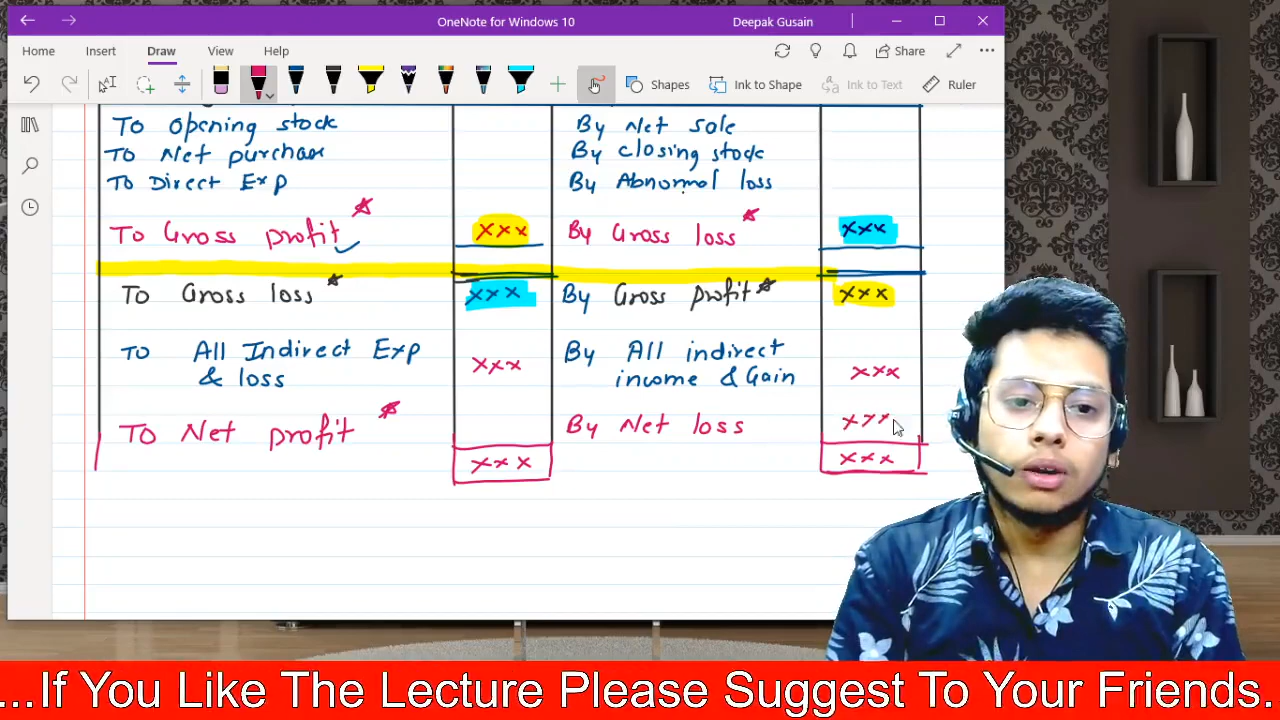 OneNote for Windows 10
Deepak Gusain
Home Insert Draw View Help
Share
Shapes
Ink to Shape
Ink to Text
Ruler
To Opening stock
By Net sale
To Net purchase
By closing stock
To Direct Exp
By Abnormal loss
To Gross profit
xxx
By Gross loss
xxx
To Gross loss
xxx
By Gross profit
xxx
To All Indirect Exp
& loss
xxx
By All indirect
income & Gain
xxx
To Net profit
By Net loss
xxx
xxx
xxx
...If You Like The Lecture Please Suggest To Your Friends.